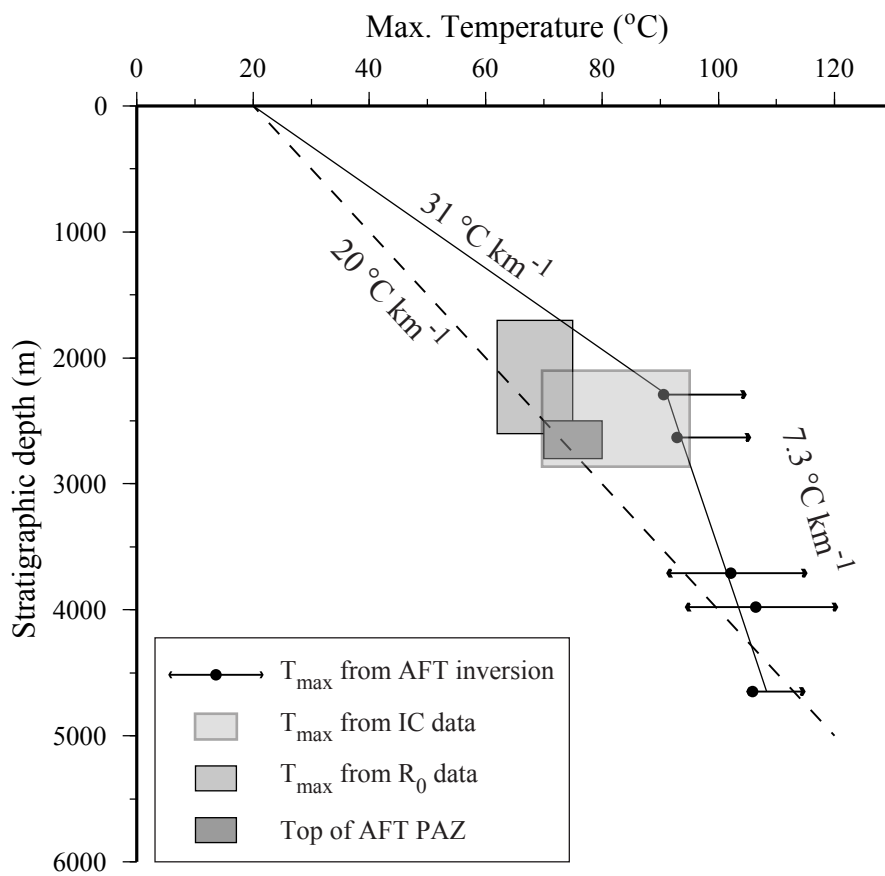 Max. Temperature (°C)
0 20 40 60 80 100 120
0
1000
2000
3000
4000
5000
6000
Stratigraphic depth (m)
31 °C km-1
20 °C km-1
7.3 °C km-1
Tmax from AFT inversion
Tmax from IC data
Tmax from R0 data
Top of AFT PAZ